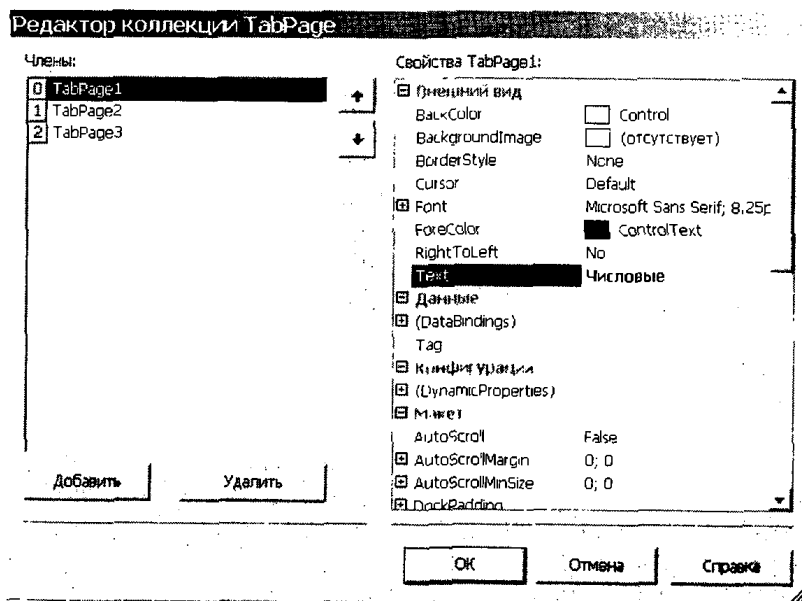 Редактор коллекции TabPage
Члены:
0 TabPage1
1 TabPage2
2 TabPage3
Добавить
Удалить
Свойства TabPage1:
Внешний вид
BackColor Control
BackgroundImage (отсутствует)
BorderStyle None
Cursor Default
Font Microsoft Sans Serif; 8,25p
ForeColor ControlText
RightToLeft No
Text Числовые
Данные
(DataBindings)
Tag
Конфигурации
(DynamicProperties)
Макет
AutoScroll False
AutoScrollMargin 0; 0
AutoScrollMinSize 0; 0
DockPadding
ОК
Отмена
Справка